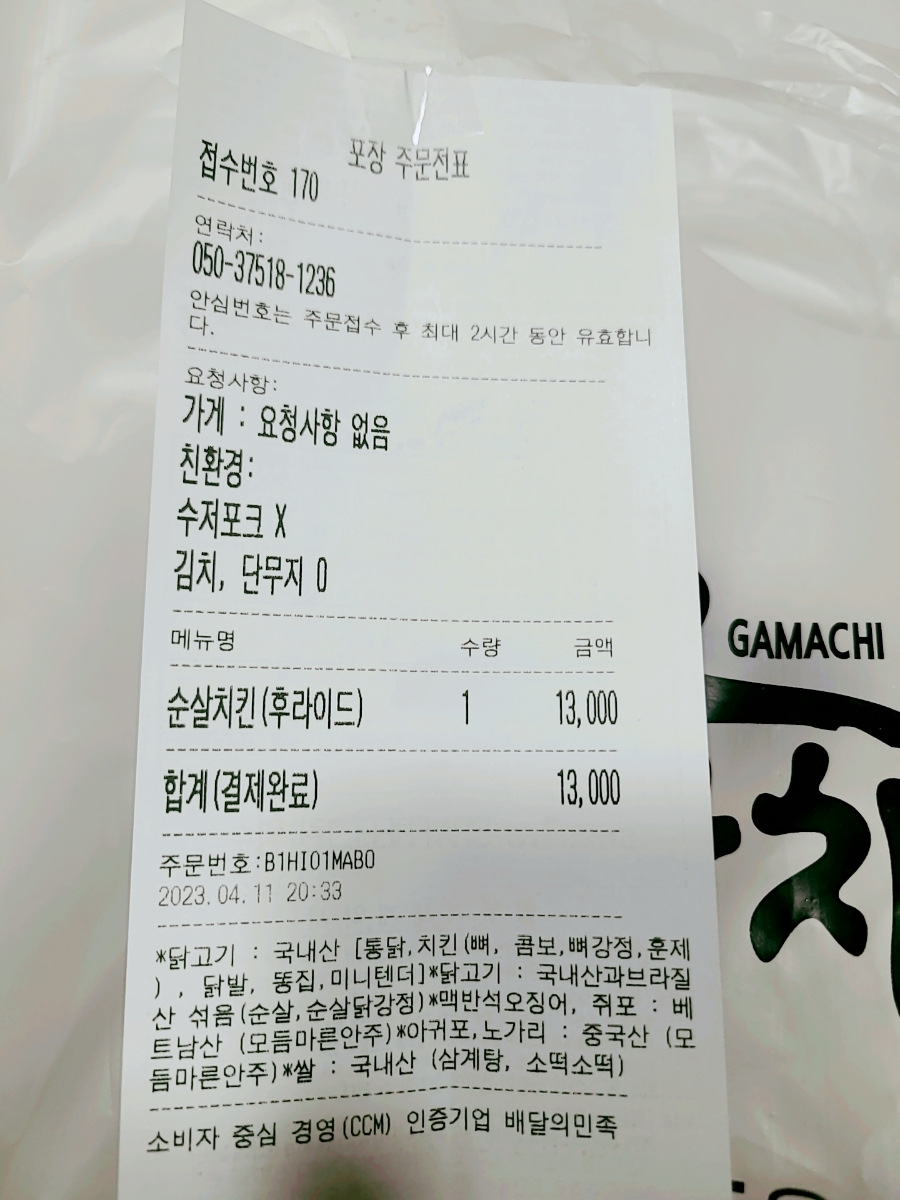 포장 주문전표
접수번호 170
연락처:
050-37518-1236
안심번호는 주문접수 후 최대 2시간 동안 유효합니
다.
요청사항:
가게 : 요청사항 없음
친환경:
수저포크 X
김치, 단무지 O
메뉴명 수량 금액
순살치킨(후라이드) 1 13,000
합계(결제완료) 13,000
주문번호:B1HI01MABO
2023.04.11 20:33
*닭고기 : 국내산 [통닭,치킨(뼈, 콤보,뼈강정,훈제
), 닭발, 똥집,미니텐더]*닭고기 : 국내산과브라질
산 섞음(순살,순살닭강정)*맥반석오징어, 쥐포 : 베
트남산 (모듬마른안주)*아귀포,노가리 : 중국산 (모
듬마른안주)*쌀 : 국내산 (삼계탕, 소떡소떡)
소비자 중심 경영(CCM) 인증기업 배달의민족
GAMACHI
치